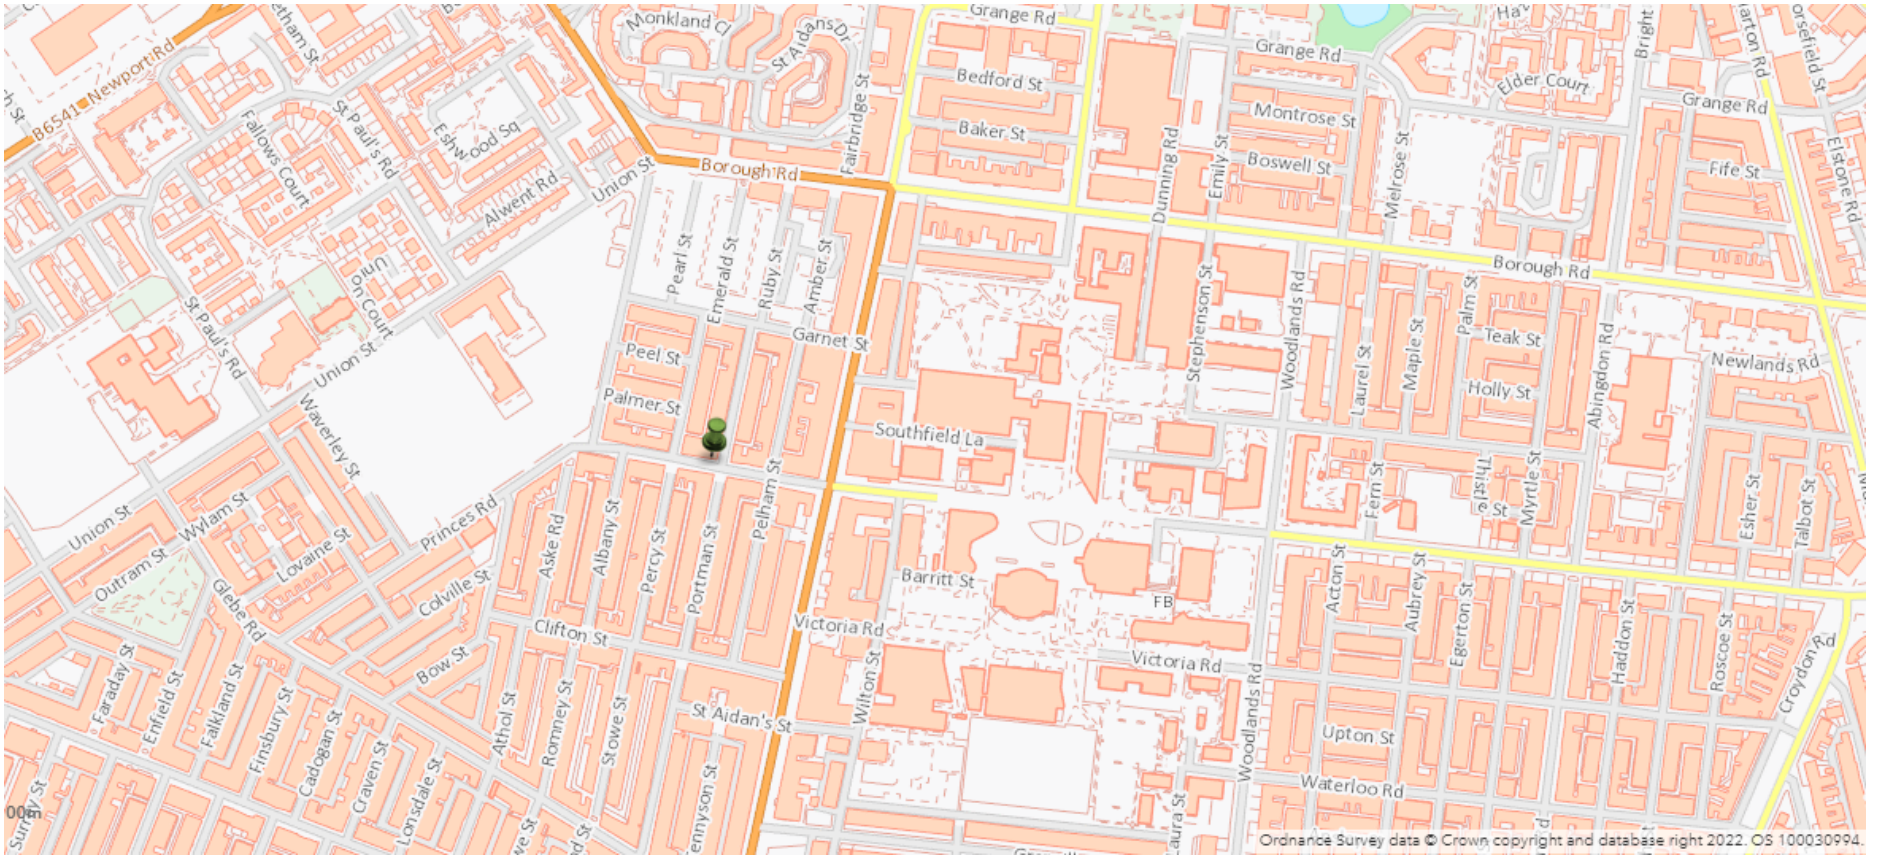 Grange Rd
Monkland Cl
St Aidans Dr
Newport Rd
B6541
Grange Rd
Bright
Bedford St
Elder Court
Fairbridge St
Grange Rd
Montrose St
St Paul's Rd
Eshwood Sq
Fallows Court
Baker St
Dunning Rd
Emily St
Boswell St
Melrose St
Fife St
Elstone Rd
Union St
Borough Rd
Alwent Rd
Pearl St
Emerald St
Ruby St
Amber St
Union Court
Stephenson St
Woodlands Rd
Borough Rd
St Paul's Rd
Union St
Garnet St
Peel St
Palmer St
Laurel St
Maple St
Palm St
Teak St
Holly St
Abingdon Rd
Newlands Rd
Waverley St
Southfield La
Pelham St
Fern St
Thistle St
Myrtle St
Esher St
Talbot St
Union St
Wylam St
Princes Rd
Outram St
Lovaine St
Aske Rd
Albany St
Percy St
Portman St
Colville St
Glebe Rd
Barritt St
FB
Acton St
Aubrey St
Egerton St
Haddon St
Roscoe St
Croydon Rd
Clifton St
Victoria Rd
Victoria Rd
Bow St
Faraday St
Enfield St
Falkland St
Finsbury St
Cadogan St
Craven St
Lonsdale St
Athol St
Romney St
Stowe St
St Aidan's St
Wilton St
Woodlands Rd
Upton St
Waterloo Rd
Surrey St
00m
Tennyson St
Laura St
Ordnance Survey data © Crown copyright and database right 2022. OS 100030994.